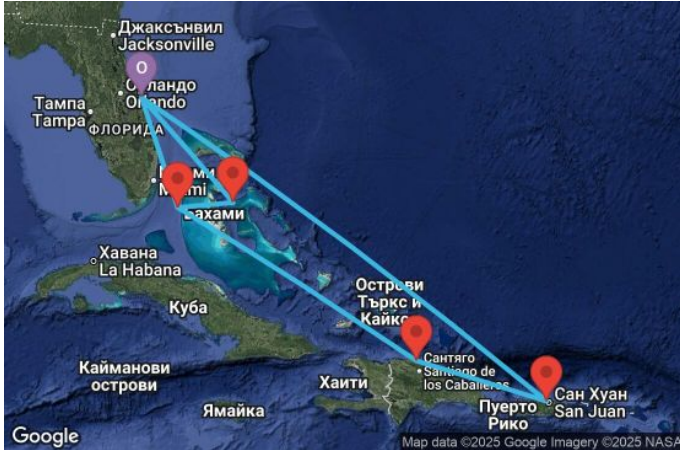 Джаксънвил
Jacksonville
O
Орландо
Orlando
Тампа
Tampa
ФЛОРИДА
Miami
Бахами
Хавана
La Habana
Куба
Острови
Търкс и
Кайкос
Кайманови
острови
Хаити
Сантяго
Santiago de
los Caballeros
Ямайка
Пуерто
Рико
Сан Хуан
San Juan
Google
Map data ©2025 Google Imagery ©2025 NASA